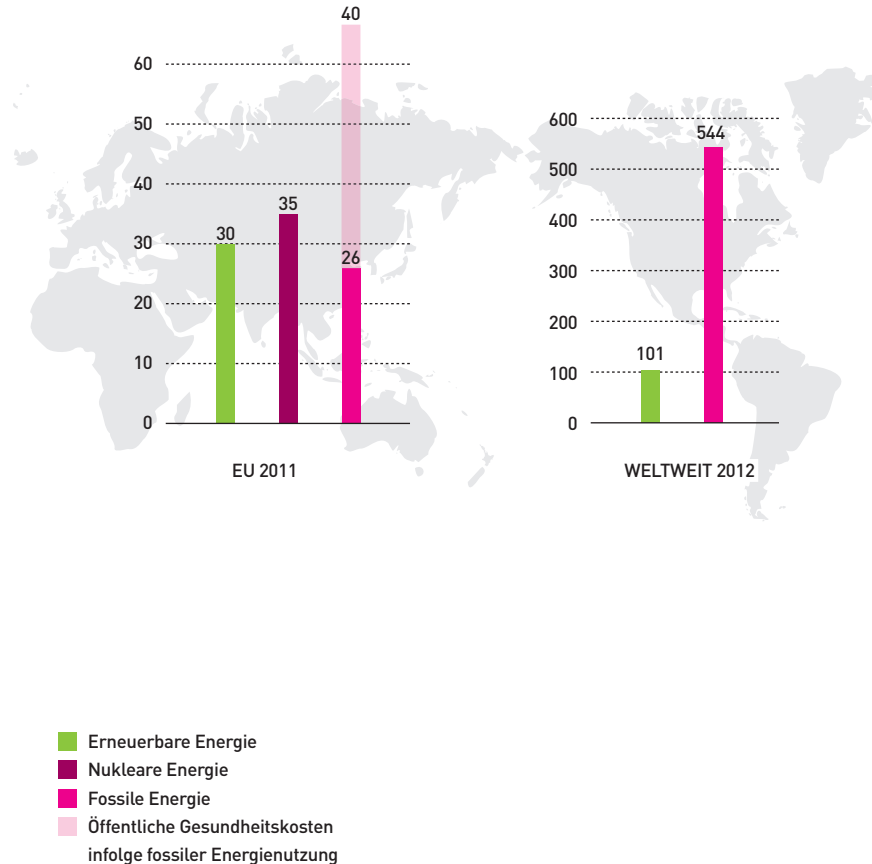 40
60
50
40
30
20
10
0
30
35
26
EU 2011
600
500
400
300
200
100
0
101
544
WELTWEIT 2012
Erneuerbare Energie
Nukleare Energie
Fossile Energie
Öffentliche Gesundheitskosten
infolge fossiler Energienutzung